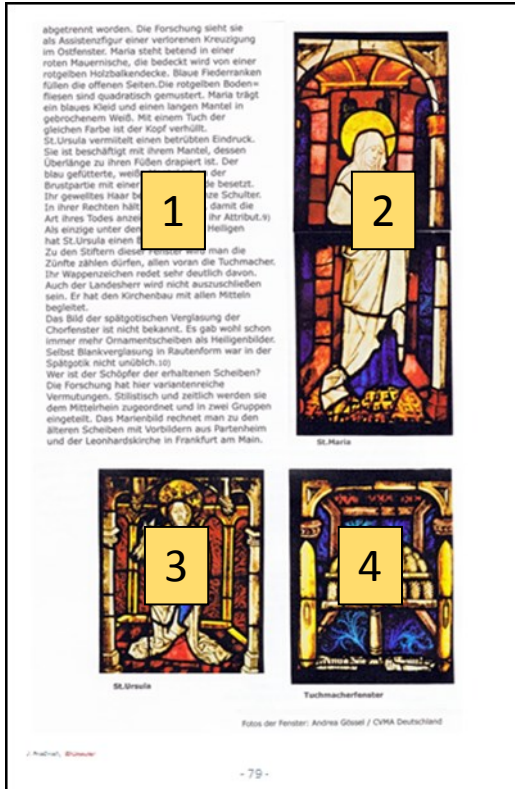 abgetrennt worden. Die Forschung sieht sie
als Assistenzfigur einer verlorenen Kreuzigung
im Ostfenster. Maria steht betend in einer
roten Mauernische, die bedeckt wird von einer
rotgelben Holzbalkendecke. Blaue Fiederranken
füllen die offenen Seiten.Die rotgelben Boden=
fliesen sind quadratisch gemustert. Maria trägt
ein blaues Kleid und einen langen Mantel in
gebrochenem Weiß. Mit einem Tuch der
gleichen Farbe ist der Kopf verhüllt.
St.Ursula vermiitelt einen betrübten Eindruck.
Sie ist beschäftigt mit ihrem Mantel, dessen
Überlänge zu ihren Füßen drapiert ist. Der
blau gefütterte, der
Brustpartie mit einer besetzt.
Ihr gewelltes Haar Schulter.
In ihrer Rechten hält damit die
Art ihres Todes ihr Attribut.9)
Als einzige unter den Heiligen
hat St.Ursula einen
Zu den Stiftern dieser Fenster wird man die
Zünfte zählen dürfen, allen voran die Tuchmacher.
Ihr Wappenzeichen redet sehr deutlich davon.
Auch der Landesherr wird nicht auszuschließen
sein. Er hat den Kirchenbau mit allen Mitteln
begleitet.
Das Bild der spätgotischen Verglasung der
Chorfenster ist nicht bekannt. Es gab wohl schon
immer mehr Ornamentscheiben als Heiligenbilder.
Selbst Blankverglasung in Rautenform war in der
Spätgotik nicht unüblch.10)
Wer ist der Schöpfer der erhaltenen Scheiben?
Die Forschung hat hier variantenreiche
Vermutungen. Stilistisch und zeitlich werden sie
dem Mittelrhein zugeordnet und in zwei Gruppen
eingeteilt. Das Marienbild rechnet man zu den
älteren Scheiben mit Vorbildern aus Partenheim
und der Leonhardskirche in Frankfurt am Main.
1
2
St.Maria
3
4
St.Ursula
Tuchmacherfenster
Fotos der Fenster: Andrea Gössel / CVMA Deutschland
- 79 -